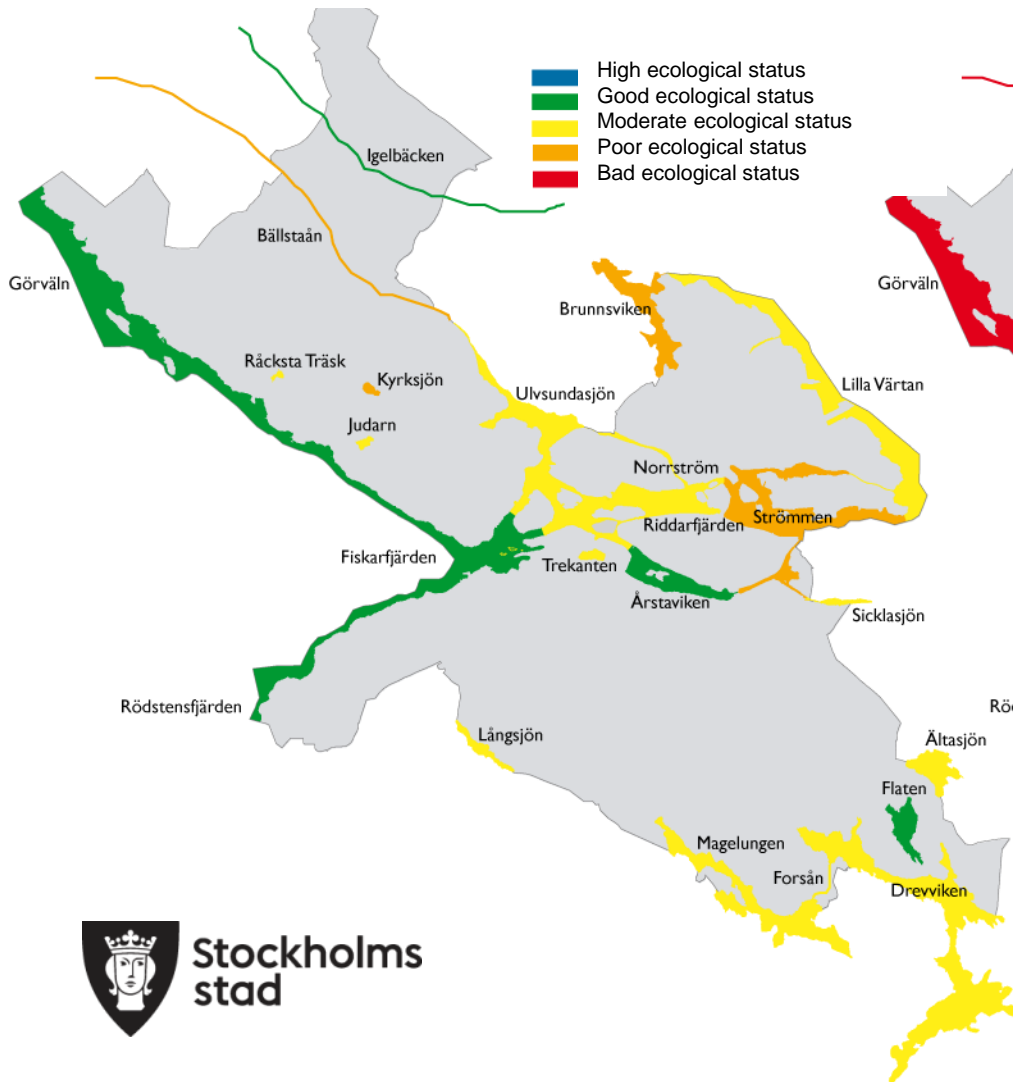 High ecological status
Good ecological status
Moderate ecological status
Poor ecological status
Bad ecological status
Igelbäcken
Bällstaån
Görväln
Görväln
Brunnsviken
Råcksta Träsk
Kyrksjön
Ulvsundasjön
Lilla Värtan
Judarn
Norrström
Riddarfjärden
Strömmen
Fiskarfjärden
Trekanten
Årstaviken
Sicklasjön
Rödstensfjärden
Röd
Långsjön
Ältasjön
Flaten
Magelungen
Forsån
Drevviken
Stockholms
stad